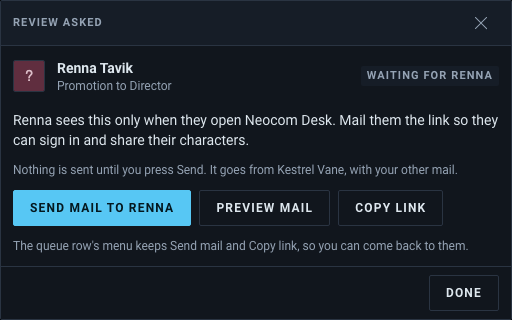 REVIEW ASKED
?
Renna Tavik
Promotion to Director
WAITING FOR RENNA
Renna sees this only when they open Neocom Desk. Mail them the link so they
can sign in and share their characters.
Nothing is sent until you press Send. It goes from Kestrel Vane, with your other mail.
SEND MAIL TO RENNA
PREVIEW MAIL
COPY LINK
The queue row's menu keeps Send mail and Copy link, so you can come back to them.
DONE